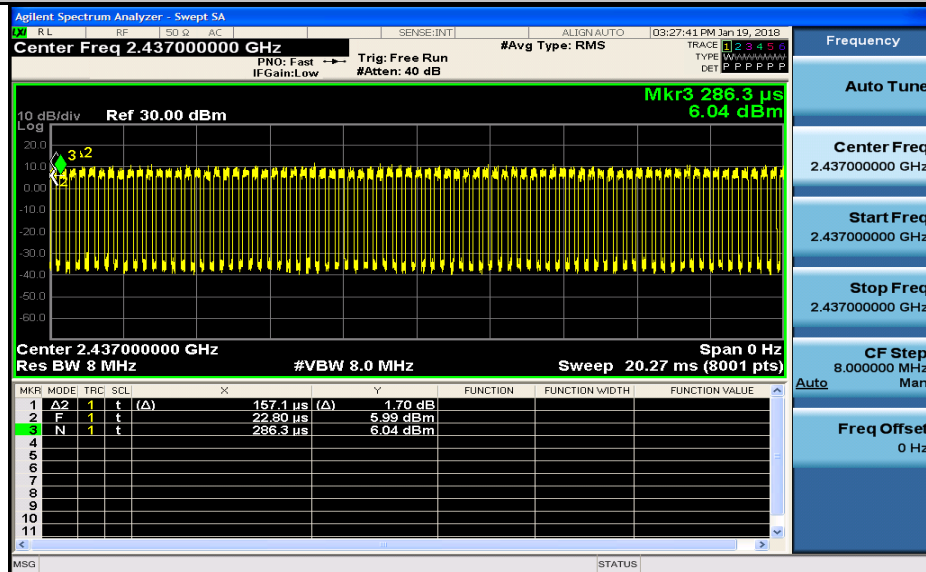 Agilent Spectrum Analyzer - Swept SA
LXI RL RF 50 Ω AC SENSE:INT ALIGN AUTO 03:27:41 PM Jan 19, 2018
Center Freq 2.437000000 GHz #Avg Type: RMS TRACE 1 2 3 4 5 6
PNO: Fast Trig: Free Run TYPE WWWWWW
IFGain:Low #Atten: 40 dB DET P P P P P P
Mkr3 286.3 µs
10 dB/div Ref 30.00 dBm 6.04 dBm
Log
20.0
10.0
0.00
-10.0
-20.0
-30.0
-40.0
-50.0
-60.0
Center 2.437000000 GHz Span 0 Hz
Res BW 8 MHz #VBW 8.0 MHz Sweep 20.27 ms (8001 pts)
MKR MODE TRC SCL X Y FUNCTION FUNCTION WIDTH FUNCTION VALUE
1 Δ2 1 t (Δ) 157.1 µs (Δ) 1.70 dB
2 F 1 t 22.80 µs 5.99 dBm
3 N 1 t 286.3 µs 6.04 dBm
4
5
6
7
8
9
10
11
MSG STATUS
Frequency
Auto Tune
Center Freq
2.437000000 GHz
Start Freq
2.437000000 GHz
Stop Freq
2.437000000 GHz
CF Step
8.000000 MHz
Auto Man
Freq Offset
0 Hz